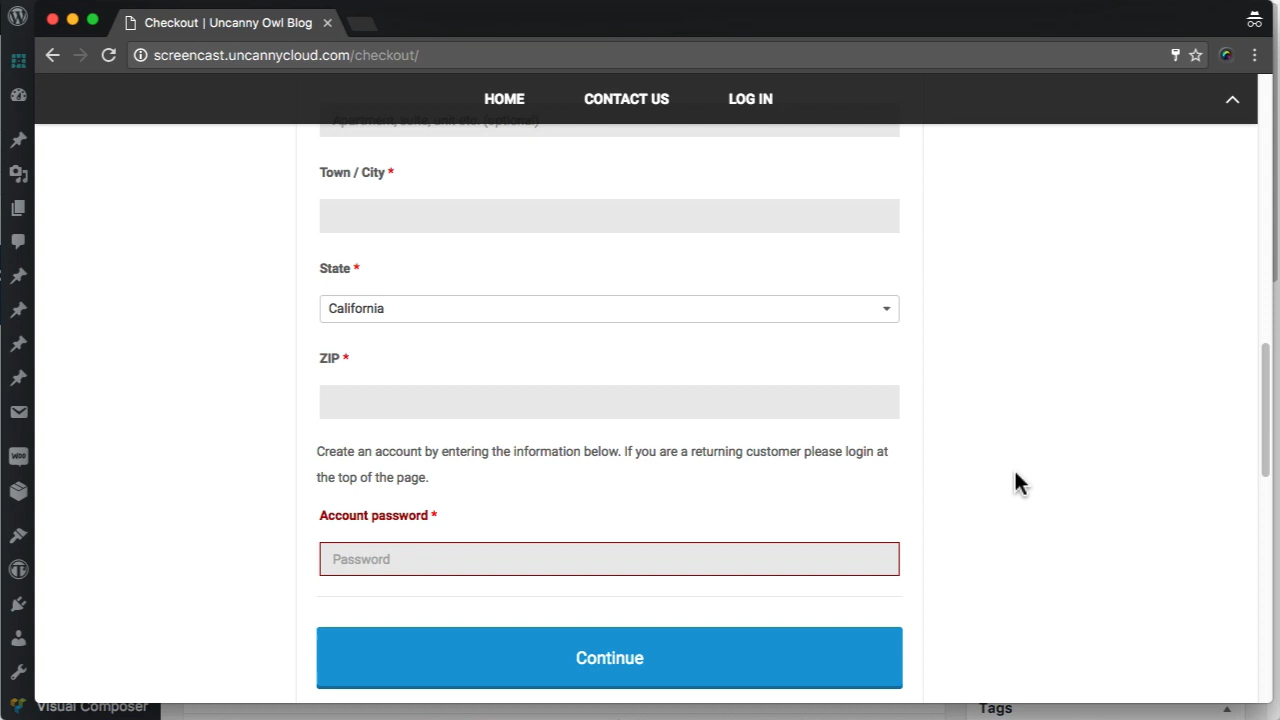 Checkout | Uncanny Owl Blog
screencast.uncannycloud.com/checkout/
HOME CONTACT US LOG IN
Apartment, suite, unit etc. (optional)
Town / City *
State *
California
ZIP *
Create an account by entering the information below. If you are a returning customer please login at
the top of the page.
Account password *
Password
Continue
Visual Composer
Tags